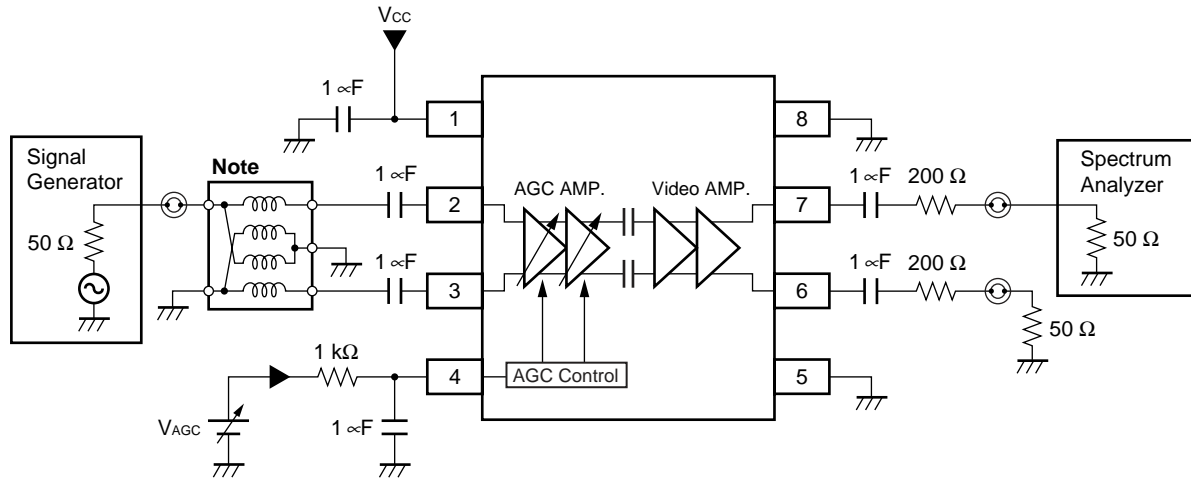 VCC
1 ∝F
1
8
Signal
Generator
Note
1 ∝F
2
AGC AMP.
Video AMP.
7
1 ∝F
200 Ω
Spectrum
Analyzer
50 Ω
50 Ω
1 ∝F
3
6
1 ∝F
200 Ω
50 Ω
1 kΩ
4
AGC Control
5
VAGC
1 ∝F